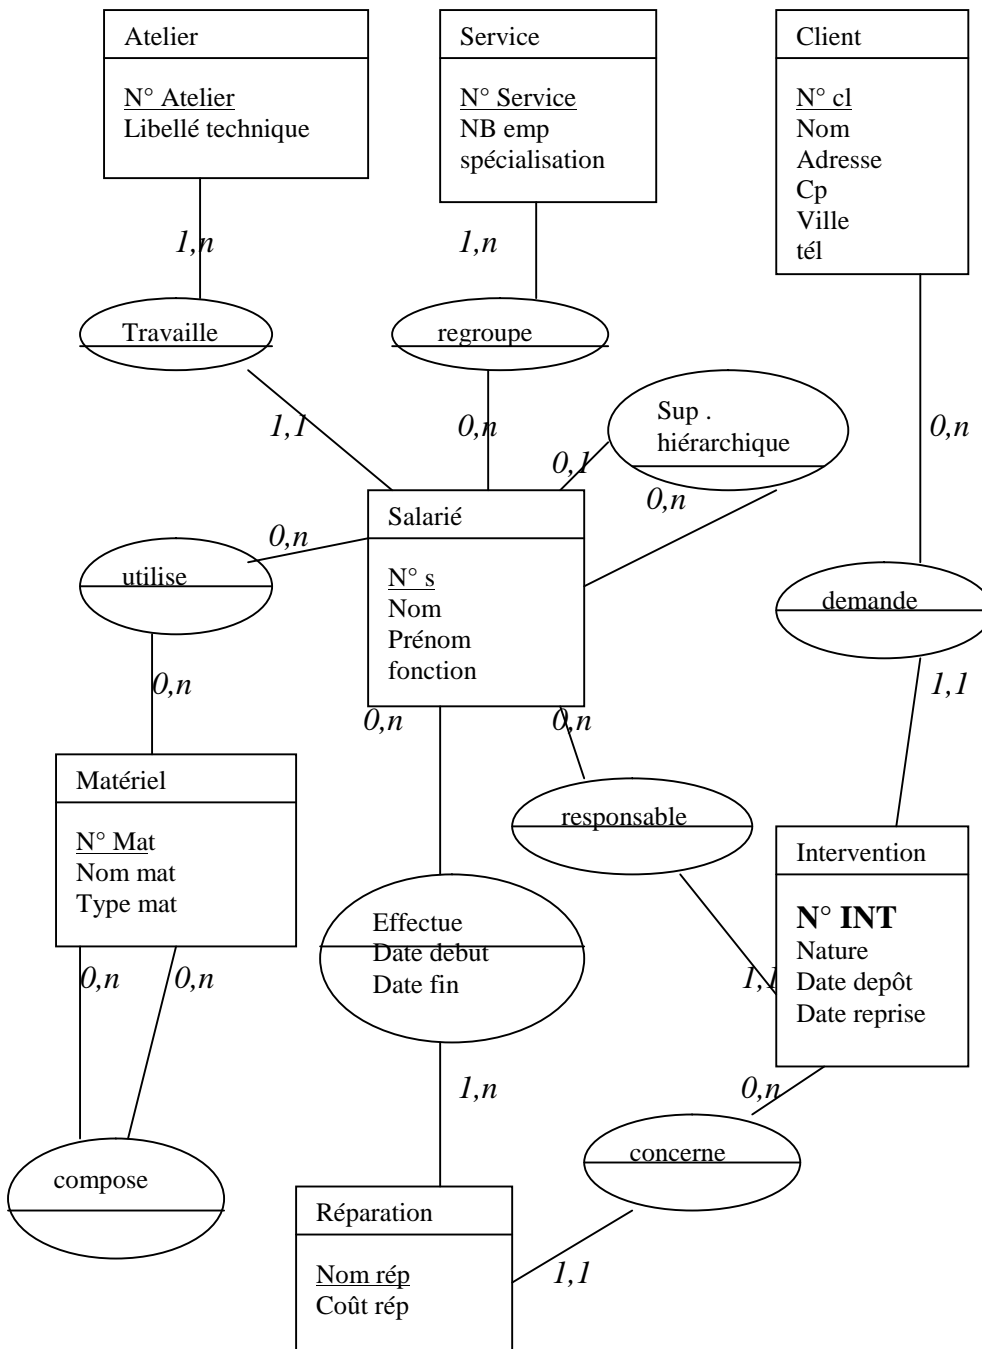 Atelier
N° Atelier
Libellé technique
Service
N° Service
NB emp
spécialisation
Client
N° cl
Nom
Adresse
Cp
Ville
tél
1,n
1,n
Travaille
regroupe
1,1
0,n
0,1
Sup .
hiérarchique
0,n
0,n
0,n
utilise
Salarié
N° s
Nom
Prénom
fonction
demande
0,n
0,n
0,n
1,1
Matériel
N° Mat
Nom mat
Type mat
responsable
Intervention
N° INT
Nature
Date depôt
Date reprise
Effectue
Date debut
Date fin
0,n
0,n
1,1
1,n
0,n
compose
concerne
Réparation
Nom rép
Coût rép
1,1